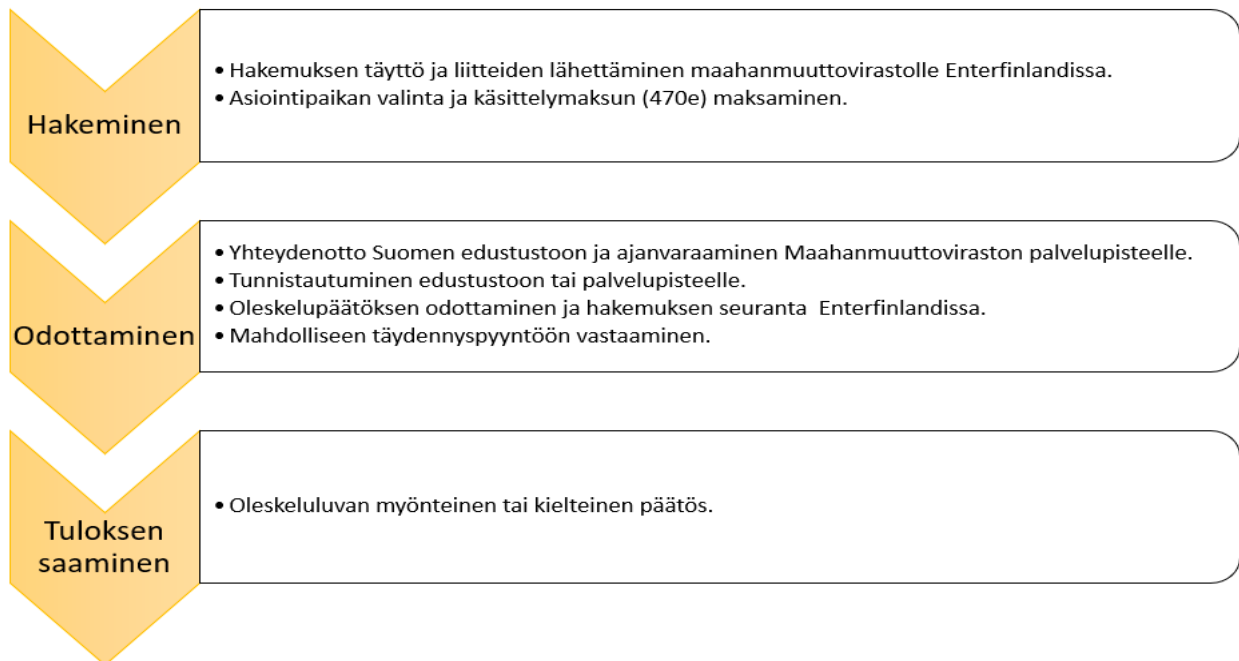 Hakeminen
• Hakemuksen täyttö ja liitteiden lähettäminen maahanmuuttovirastolle Enterfinlandissa.
• Asiointipaikan valinta ja käsittelymaksun (470e) maksaminen.
Odottaminen
• Yhteydenotto Suomen edustustoon ja ajanvaraaminen Maahanmuuttoviraston palvelupisteelle.
• Tunnistautuminen edustustoon tai palvelupisteelle.
• Oleskelupäätöksen odottaminen ja hakemuksen seuranta Enterfinlandissa.
• Mahdolliseen täydennyspyyntöön vastaaminen.
Tuloksen
saaminen
• Oleskeluluvan myönteinen tai kielteinen päätös.